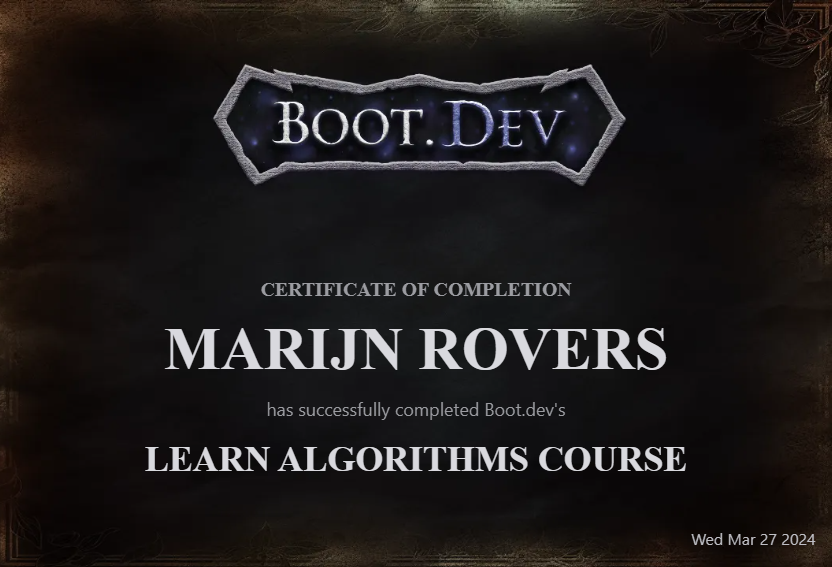 BOOT.DEV
CERTIFICATE OF COMPLETION
MARIJN ROVERS
has successfully completed Boot.dev's
LEARN ALGORITHMS COURSE
Wed Mar 27 2024